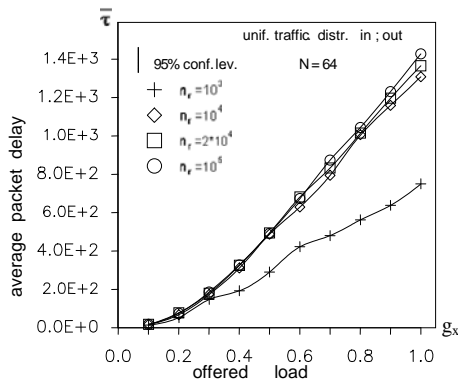 τ̅
unif. traffic distr. in ; out
95% conf. lev. N = 64
n_r = 10^3
n_r = 10^4
n_r = 2*10^4
n_r = 10^5
average packet delay
1.4E+3
1.2E+3
1.0E+3
8.0E+2
6.0E+2
4.0E+2
2.0E+2
0.0E+0
0.0 0.2 0.4 0.6 0.8 1.0
g_x
offered load